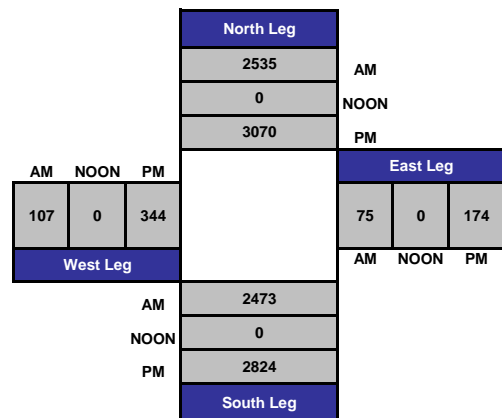 North Leg
2535 AM
0 NOON
3070 PM
AM NOON PM
East Leg
107 0 344
75 0 174
West Leg
AM NOON PM
AM 2473
NOON 0
PM 2824
South Leg